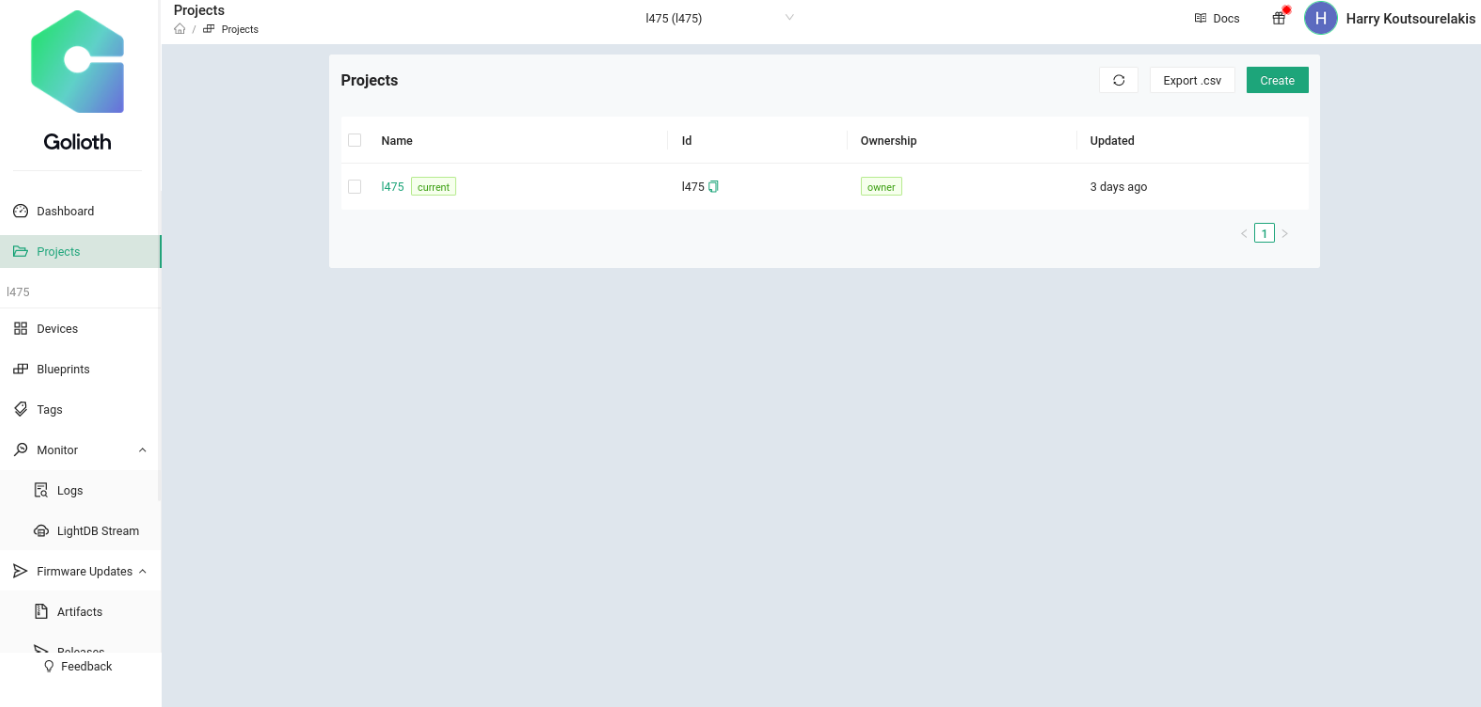 Projects
/ Projects
l475 (l475)
Docs
H
Harry Koutsourelakis
Golioth
Dashboard
Projects
l475
Devices
Blueprints
Tags
Monitor
Logs
LightDB Stream
Firmware Updates
Artifacts
Releases
Feedback
Projects
Export .csv
Create
Name Id Ownership Updated
l475 current l475 owner 3 days ago
< 1 >